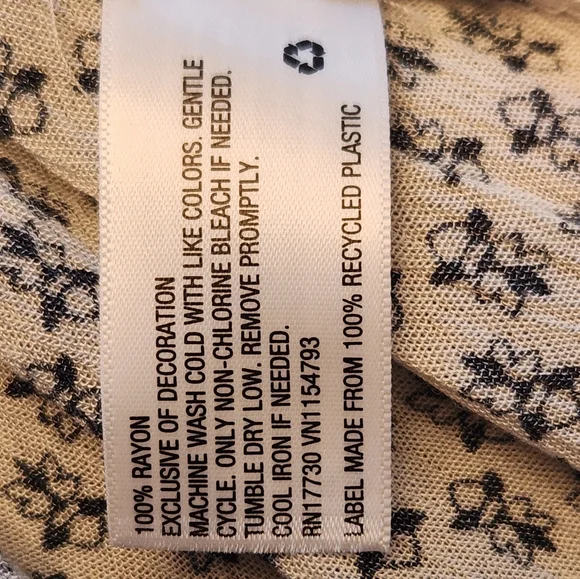 100% RAYON
EXCLUSIVE OF DECORATION
MACHINE WASH COLD WITH LIKE COLORS. GENTLE
CYCLE. ONLY NON-CHLORINE BLEACH IF NEEDED.
TUMBLE DRY LOW. REMOVE PROMPTLY.
COOL IRON IF NEEDED.
RN17730 VN1154793
LABEL MADE FROM 100% RECYCLED PLASTIC